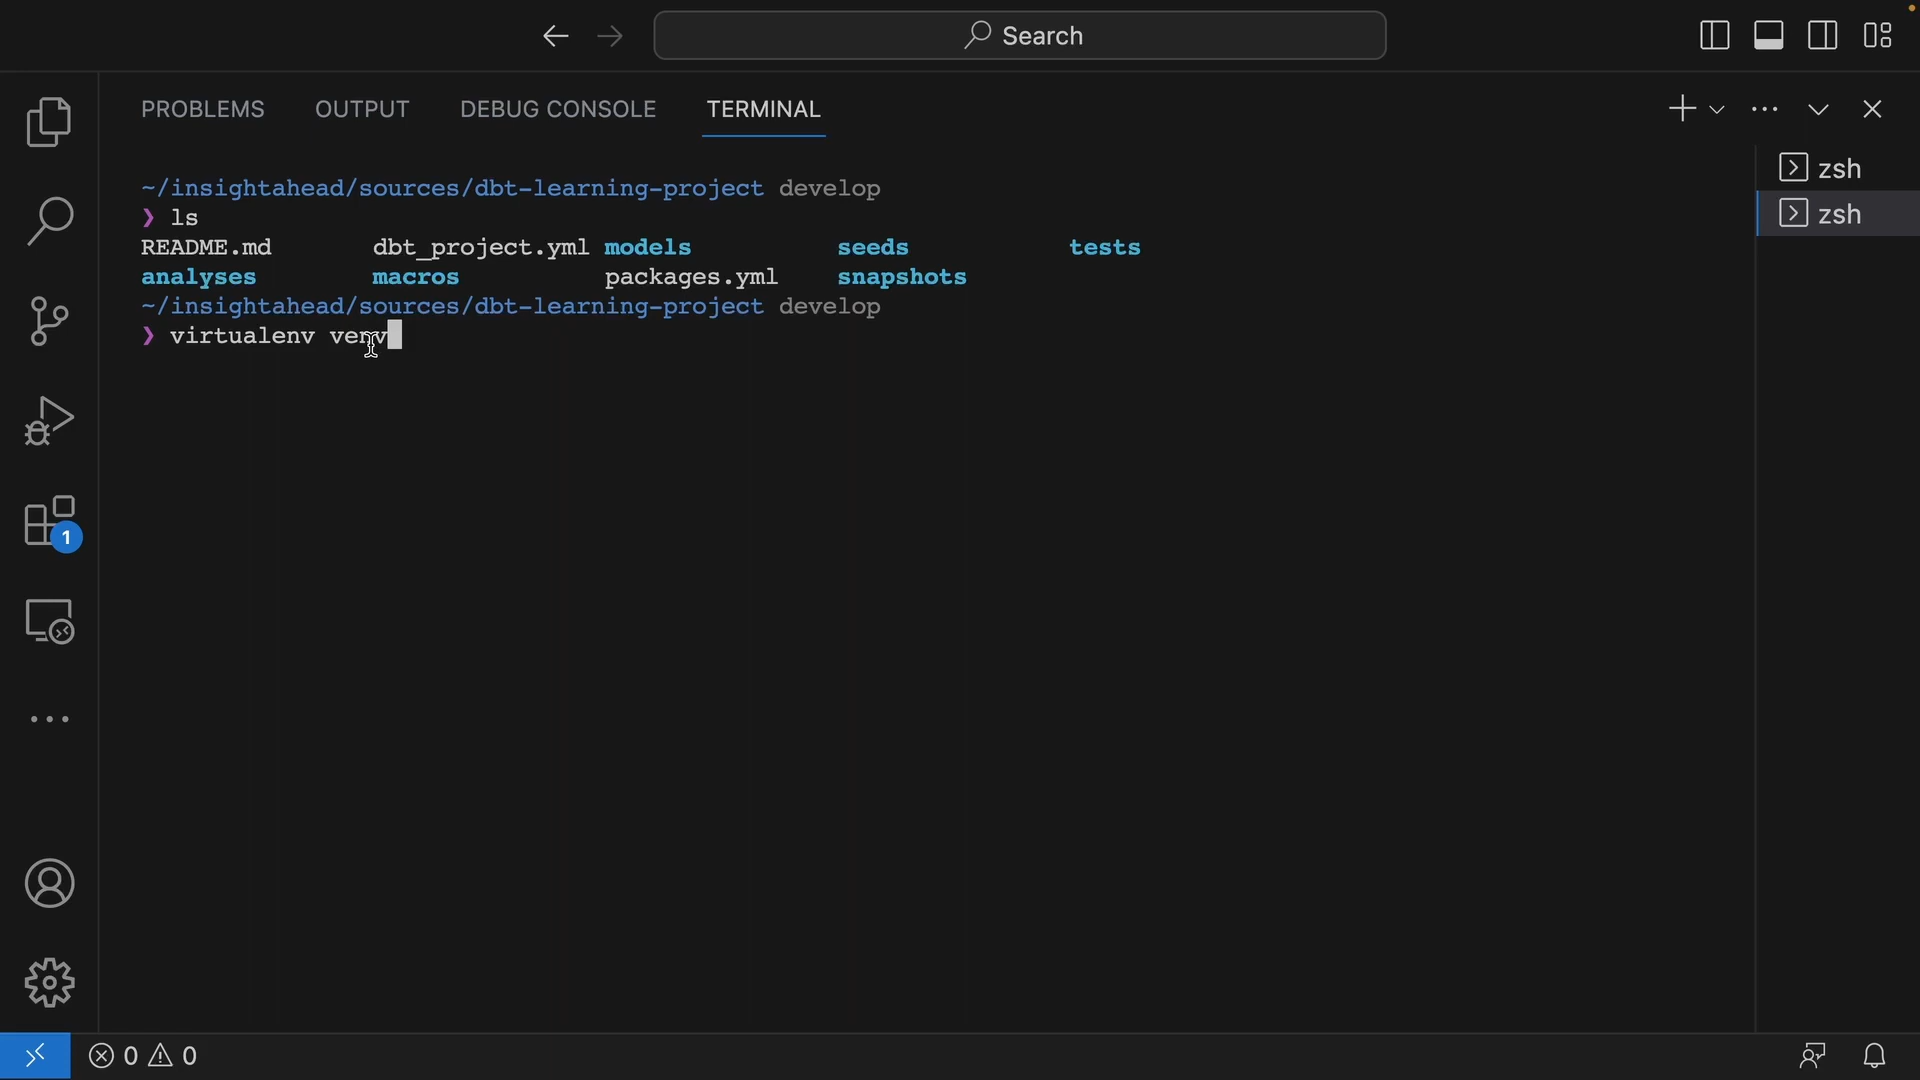 Search
PROBLEMS OUTPUT DEBUG CONSOLE TERMINAL
~/insightahead/sources/dbt-learning-project develop
❯ ls
README.md dbt_project.yml models seeds tests
analyses macros packages.yml snapshots
~/insightahead/sources/dbt-learning-project develop
❯ virtualenv venv
zsh
zsh
1
0 0